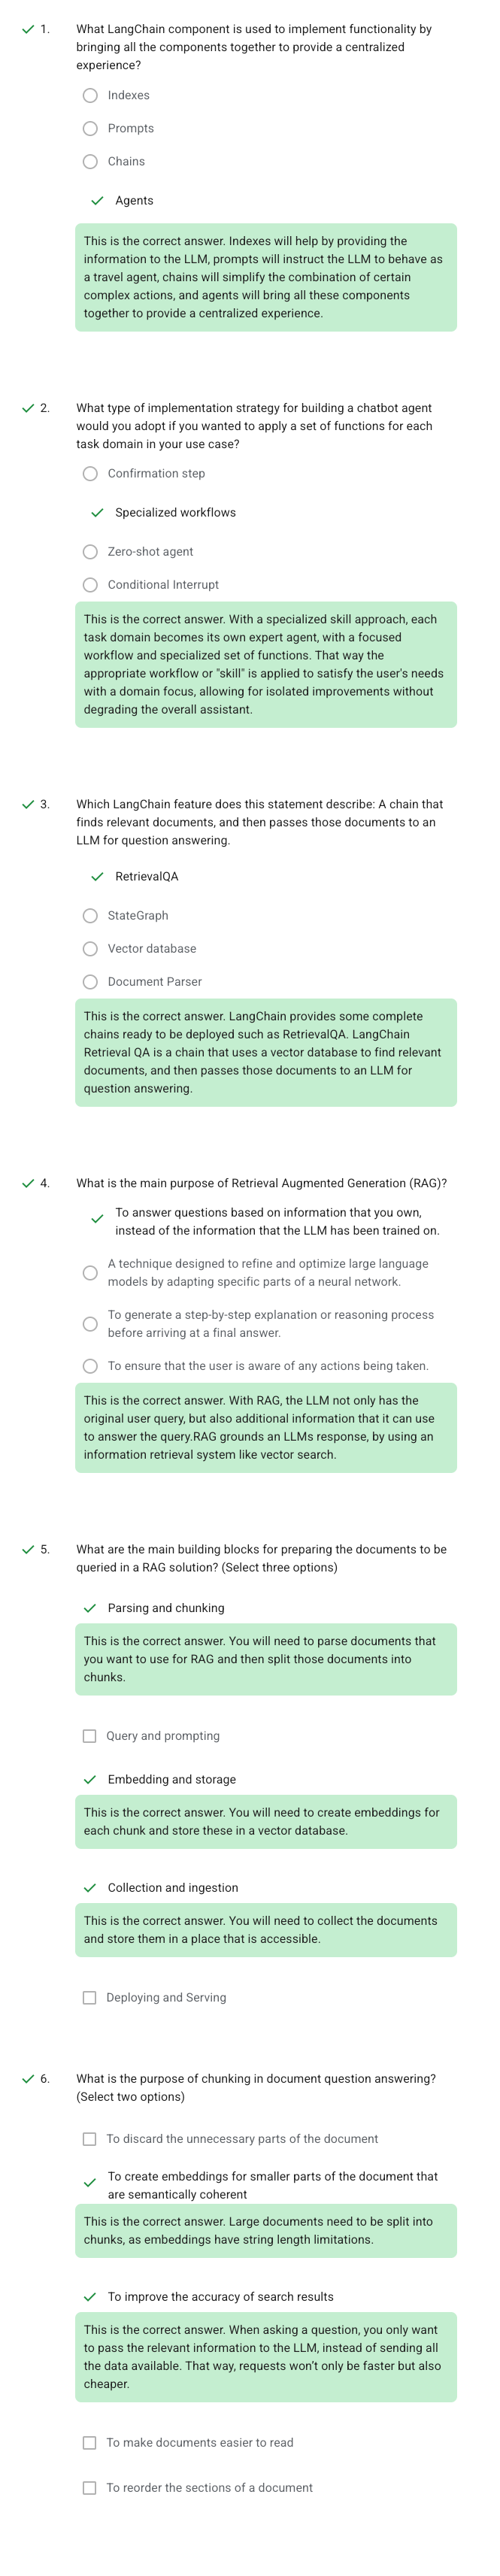 1. What LangChain component is used to implement functionality by
bringing all the components together to provide a centralized
experience?
Indexes
Prompts
Chains
Agents
This is the correct answer. Indexes will help by providing the
information to the LLM, prompts will instruct the LLM to behave as
a travel agent, chains will simplify the combination of certain
complex actions, and agents will bring all these components
together to provide a centralized experience.
2. What type of implementation strategy for building a chatbot agent
would you adopt if you wanted to apply a set of functions for each
task domain in your use case?
Confirmation step
Specialized workflows
Zero-shot agent
Conditional Interrupt
This is the correct answer. With a specialized skill approach, each
task domain becomes its own expert agent, with a focused
workflow and specialized set of functions. That way the
appropriate workflow or "skill" is applied to satisfy the user's needs
with a domain focus, allowing for isolated improvements without
degrading the overall assistant.
3. Which LangChain feature does this statement describe: A chain that
finds relevant documents, and then passes those documents to an
LLM for question answering.
RetrievalQA
StateGraph
Vector database
Document Parser
This is the correct answer. LangChain provides some complete
chains ready to be deployed such as RetrievalQA. LangChain
Retrieval QA is a chain that uses a vector database to find relevant
documents, and then passes those documents to an LLM for
question answering.
4. What is the main purpose of Retrieval Augmented Generation (RAG)?
To answer questions based on information that you own,
instead of the information that the LLM has been trained on.
A technique designed to refine and optimize large language
models by adapting specific parts of a neural network.
To generate a step-by-step explanation or reasoning process
before arriving at a final answer.
To ensure that the user is aware of any actions being taken.
This is the correct answer. With RAG, the LLM not only has the
original user query, but also additional information that it can use
to answer the query.RAG grounds an LLMs response, by using an
information retrieval system like vector search.
5. What are the main building blocks for preparing the documents to be
queried in a RAG solution? (Select three options)
Parsing and chunking
This is the correct answer. You will need to parse documents that
you want to use for RAG and then split those documents into
chunks.
Query and prompting
Embedding and storage
This is the correct answer. You will need to create embeddings for
each chunk and store these in a vector database.
Collection and ingestion
This is the correct answer. You will need to collect the documents
and store them in a place that is accessible.
Deploying and Serving
6. What is the purpose of chunking in document question answering?
(Select two options)
To discard the unnecessary parts of the document
To create embeddings for smaller parts of the document that
are semantically coherent
This is the correct answer. Large documents need to be split into
chunks, as embeddings have string length limitations.
To improve the accuracy of search results
This is the correct answer. When asking a question, you only want
to pass the relevant information to the LLM, instead of sending all
the data available. That way, requests won’t only be faster but also
cheaper.
To make documents easier to read
To reorder the sections of a document